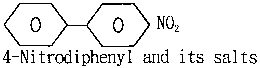 NO₂
4-Nitrodiphenyl and its salts